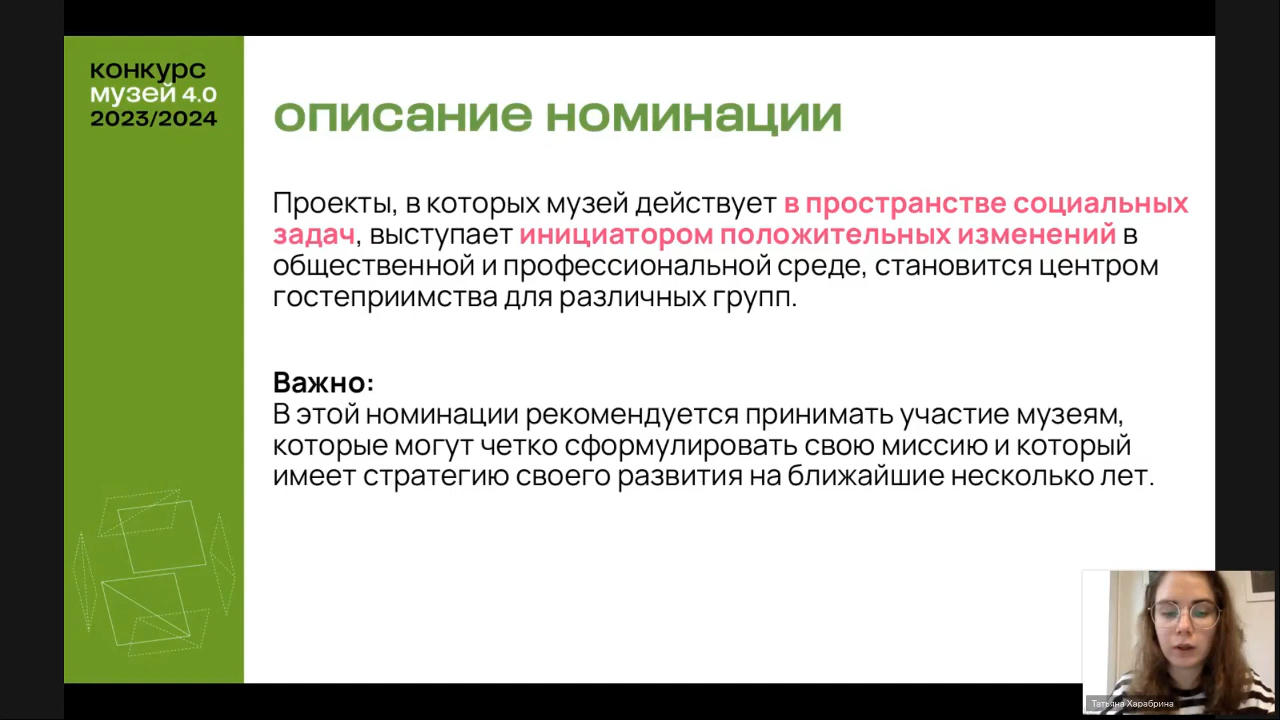 конкурс
музей 4.0
2023/2024
описание номинации
Проекты, в которых музей действует в пространстве социальных
задач, выступает инициатором положительных изменений в
общественной и профессиональной среде, становится центром
гостеприимства для различных групп.
Важно:
В этой номинации рекомендуется принимать участие музеям,
которые могут четко сформулировать свою миссию и который
имеет стратегию своего развития на ближайшие несколько лет.
Татьяна Харабрина